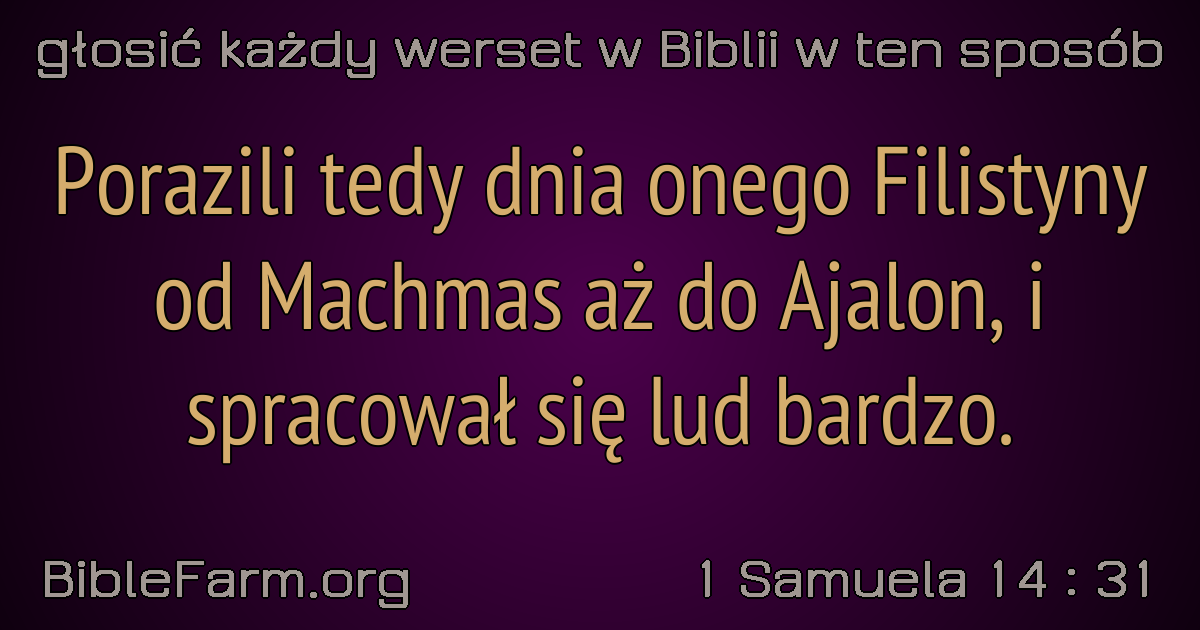 głosić każdy werset w Biblii w ten sposób
Porazili tedy dnia onego Filistyny
od Machmas aż do Ajalon, i
spracował się lud bardzo.
BibleFarm.org
1 Samuela 14 : 31